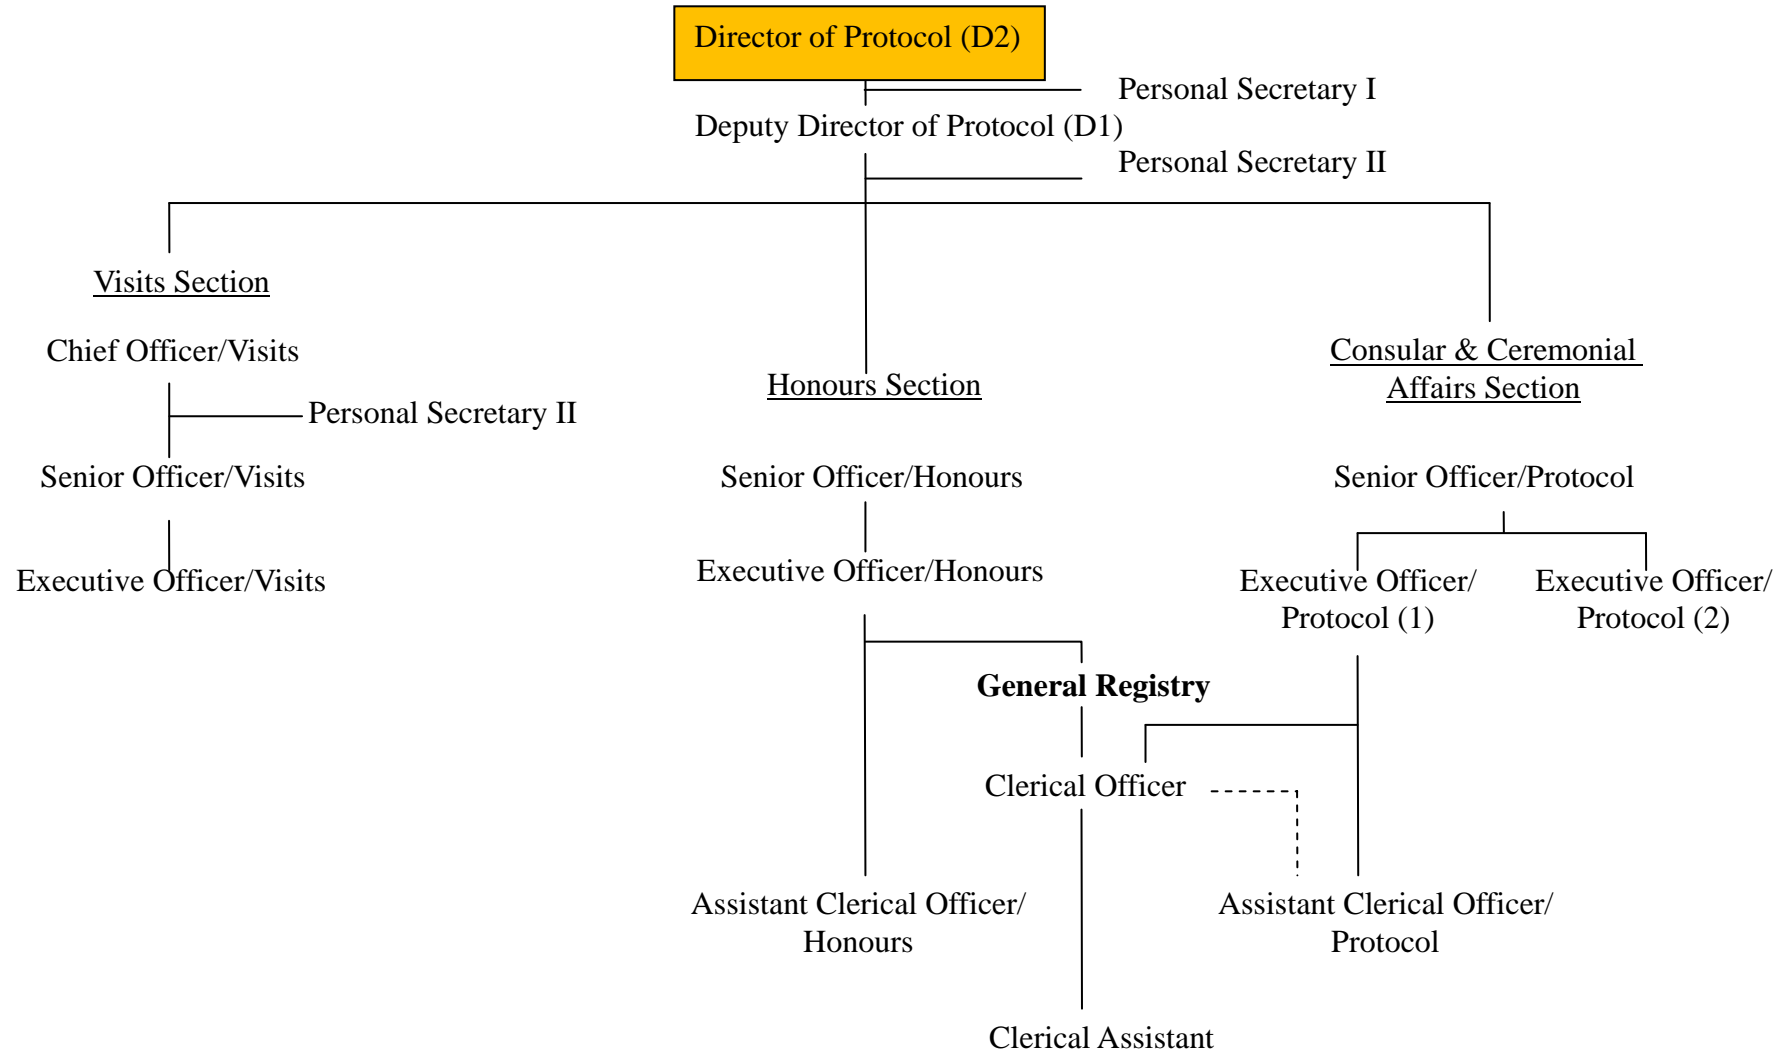 Director of Protocol (D2)
Personal Secretary I
Deputy Director of Protocol (D1)
Personal Secretary II
Visits Section
Chief Officer/Visits
Personal Secretary II
Senior Officer/Visits
Executive Officer/Visits
Honours Section
Senior Officer/Honours
Executive Officer/Honours
Consular & Ceremonial
Affairs Section
Senior Officer/Protocol
Executive Officer/
Protocol (1)
Executive Officer/
Protocol (2)
General Registry
Clerical Officer
Assistant Clerical Officer/
Honours
Assistant Clerical Officer/
Protocol
Clerical Assistant